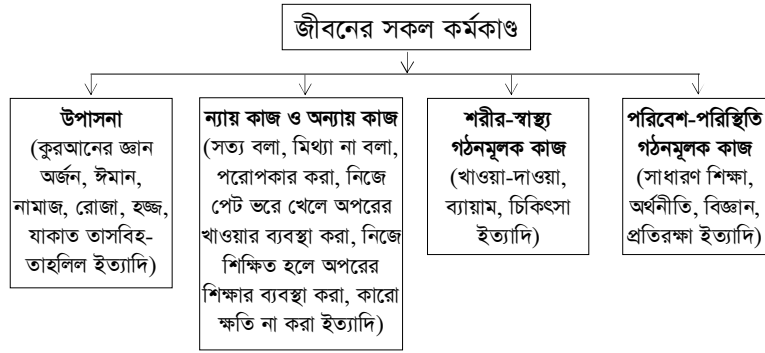 জীবনের সকল কর্মকাণ্ড
উপাসনা
(কুরআনের জ্ঞান
অর্জন, ঈমান,
নামাজ, রোজা, হজ্জ,
যাকাত তাসবিহ-
তাহলিল ইত্যাদি)
ন্যায় কাজ ও অন্যায় কাজ
(সত্য বলা, মিথ্যা না বলা,
পরোপকার করা, নিজে
পেট ভরে খেলে অপরের
খাওয়ার ব্যবস্থা করা, নিজে
শিক্ষিত হলে অপরের
শিক্ষার ব্যবস্থা করা, কারো
ক্ষতি না করা ইত্যাদি)
শরীর-স্বাস্থ্য
গঠনমূলক কাজ
(খাওয়া-দাওয়া,
ব্যায়াম, চিকিৎসা
ইত্যাদি)
পরিবেশ-পরিস্থিতি
গঠনমূলক কাজ
(সাধারণ শিক্ষা,
অর্থনীতি, বিজ্ঞান,
প্রতিরক্ষা ইত্যাদি)